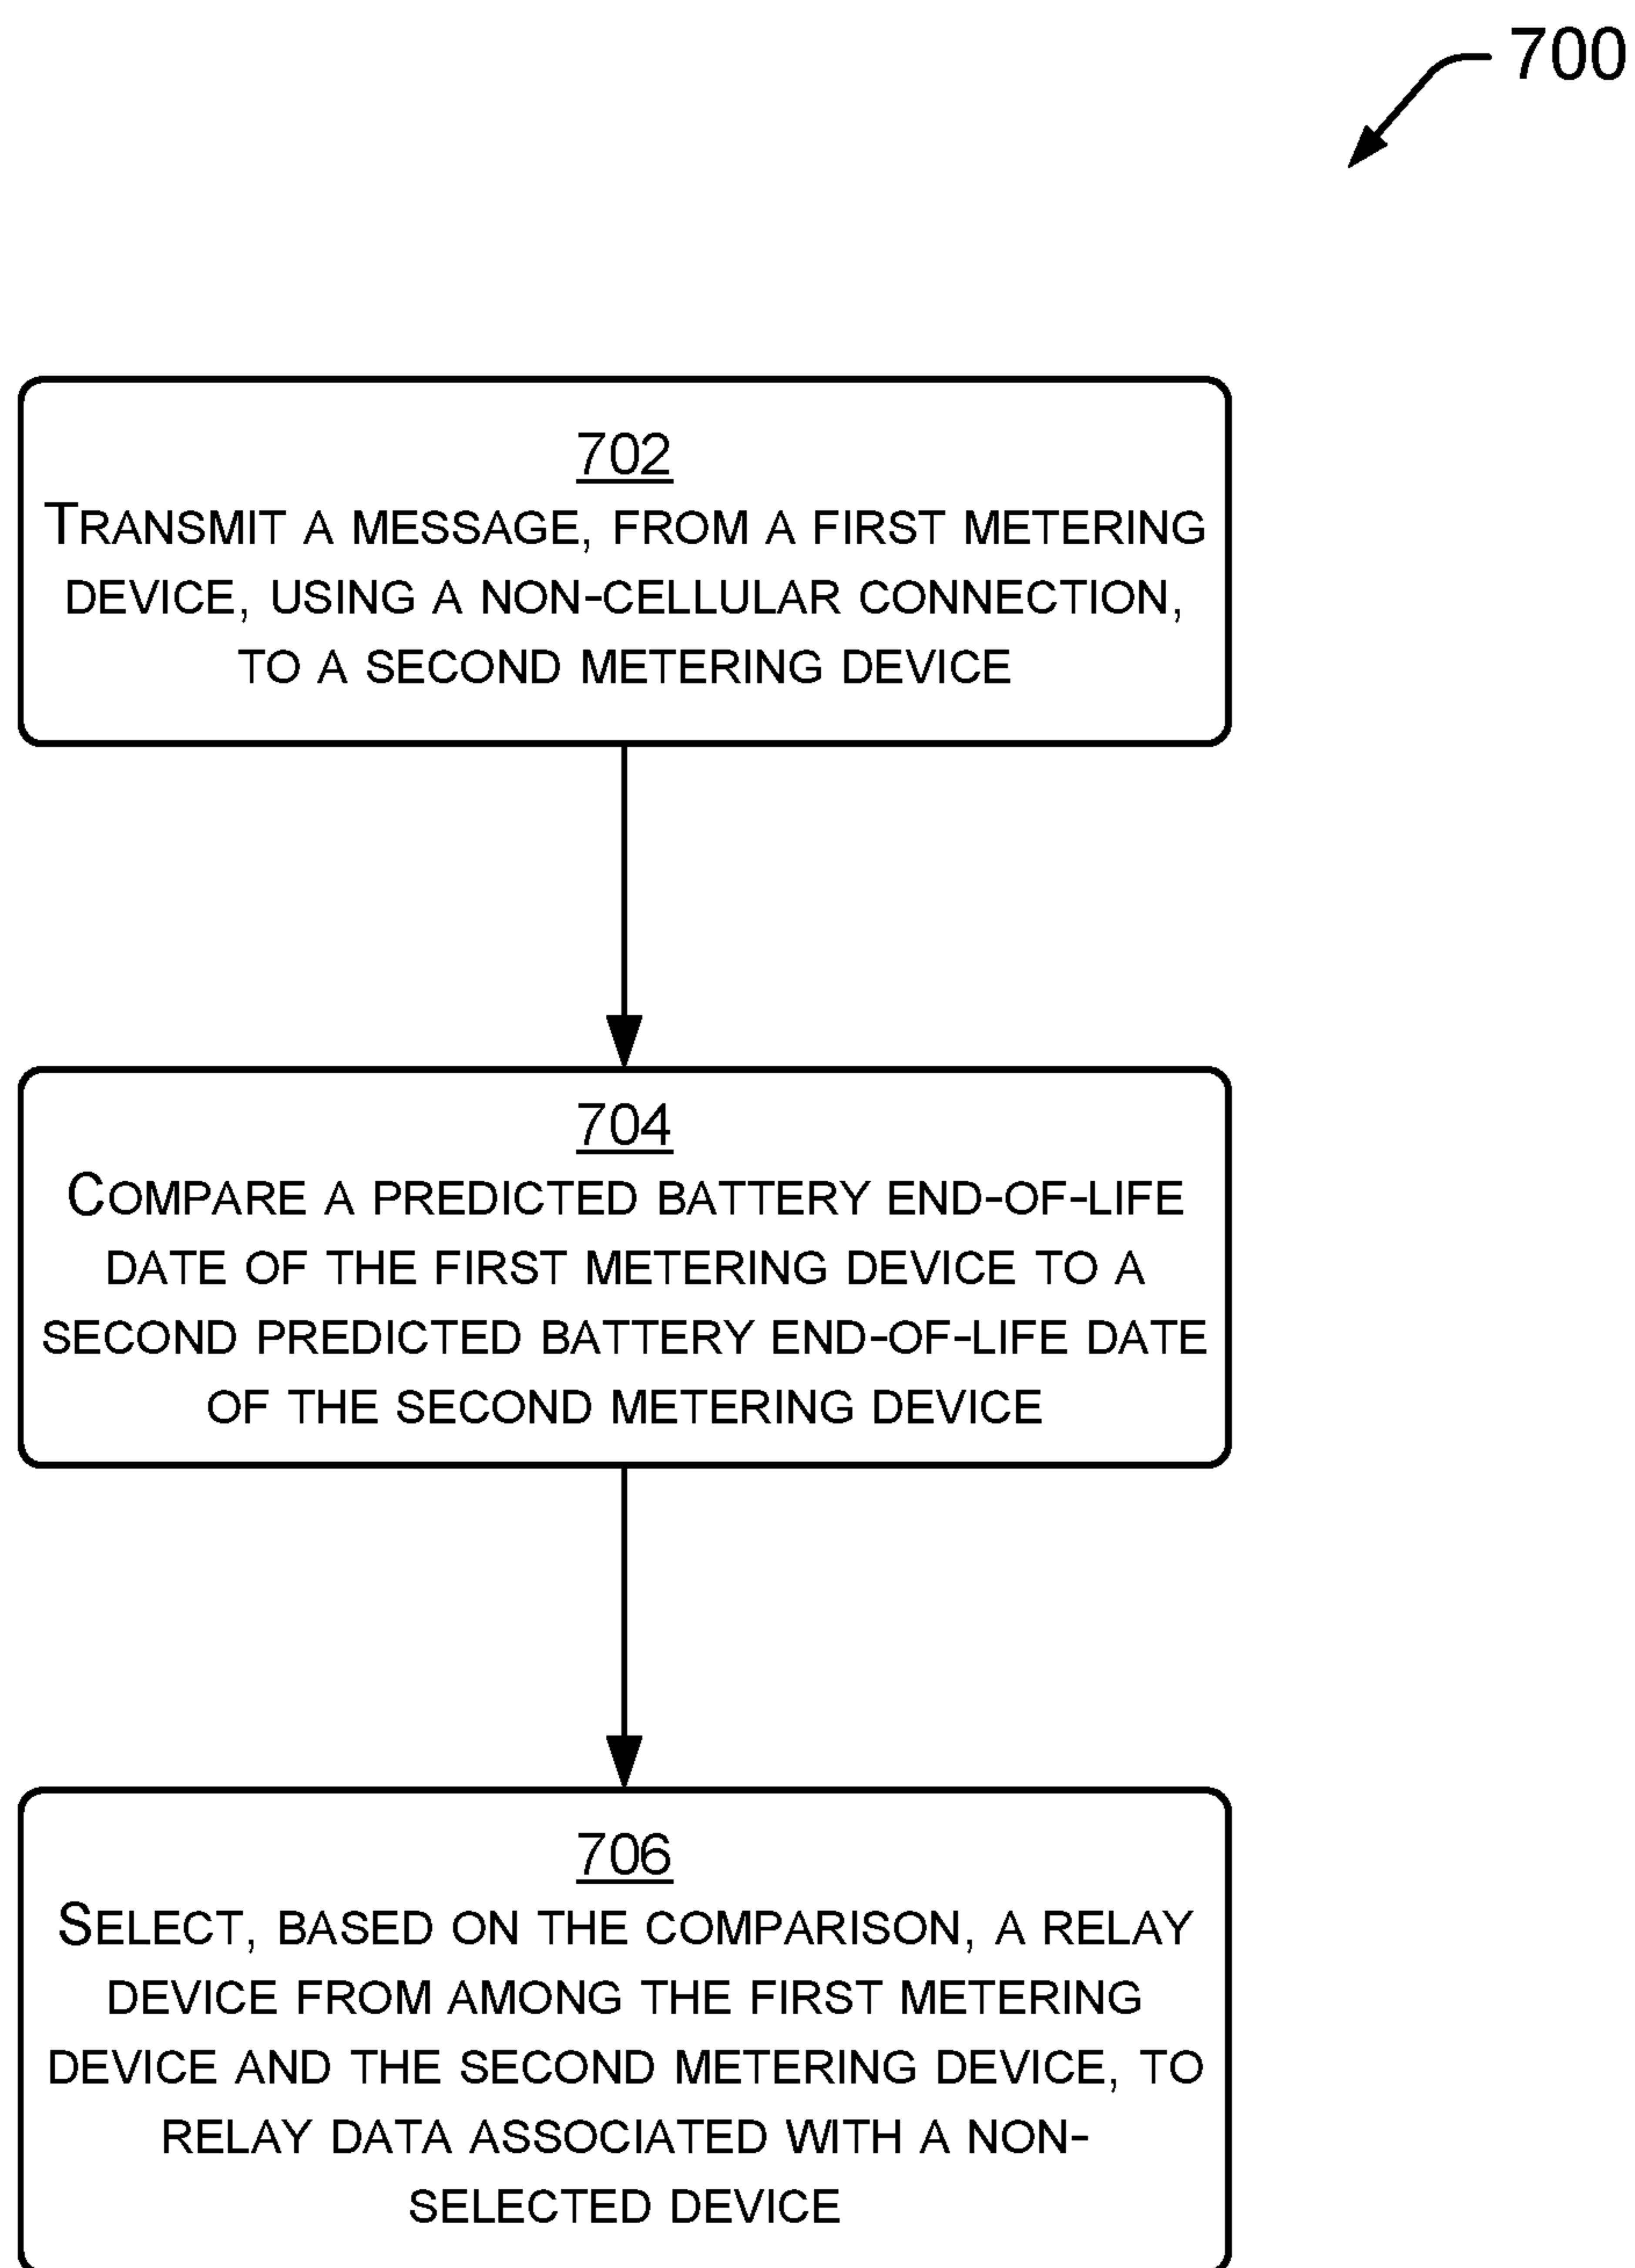 700
702
TRANSMIT A MESSAGE, FROM A FIRST METERING
DEVICE, USING A NON-CELLULAR CONNECTION,
TO A SECOND METERING DEVICE
704
COMPARE A PREDICTED BATTERY END-OF-LIFE
DATE OF THE FIRST METERING DEVICE TO A
SECOND PREDICTED BATTERY END-OF-LIFE DATE
OF THE SECOND METERING DEVICE
706
SELECT, BASED ON THE COMPARISON, A RELAY
DEVICE FROM AMONG THE FIRST METERING
DEVICE AND THE SECOND METERING DEVICE, TO
RELAY DATA ASSOCIATED WITH A NON-
SELECTED DEVICE